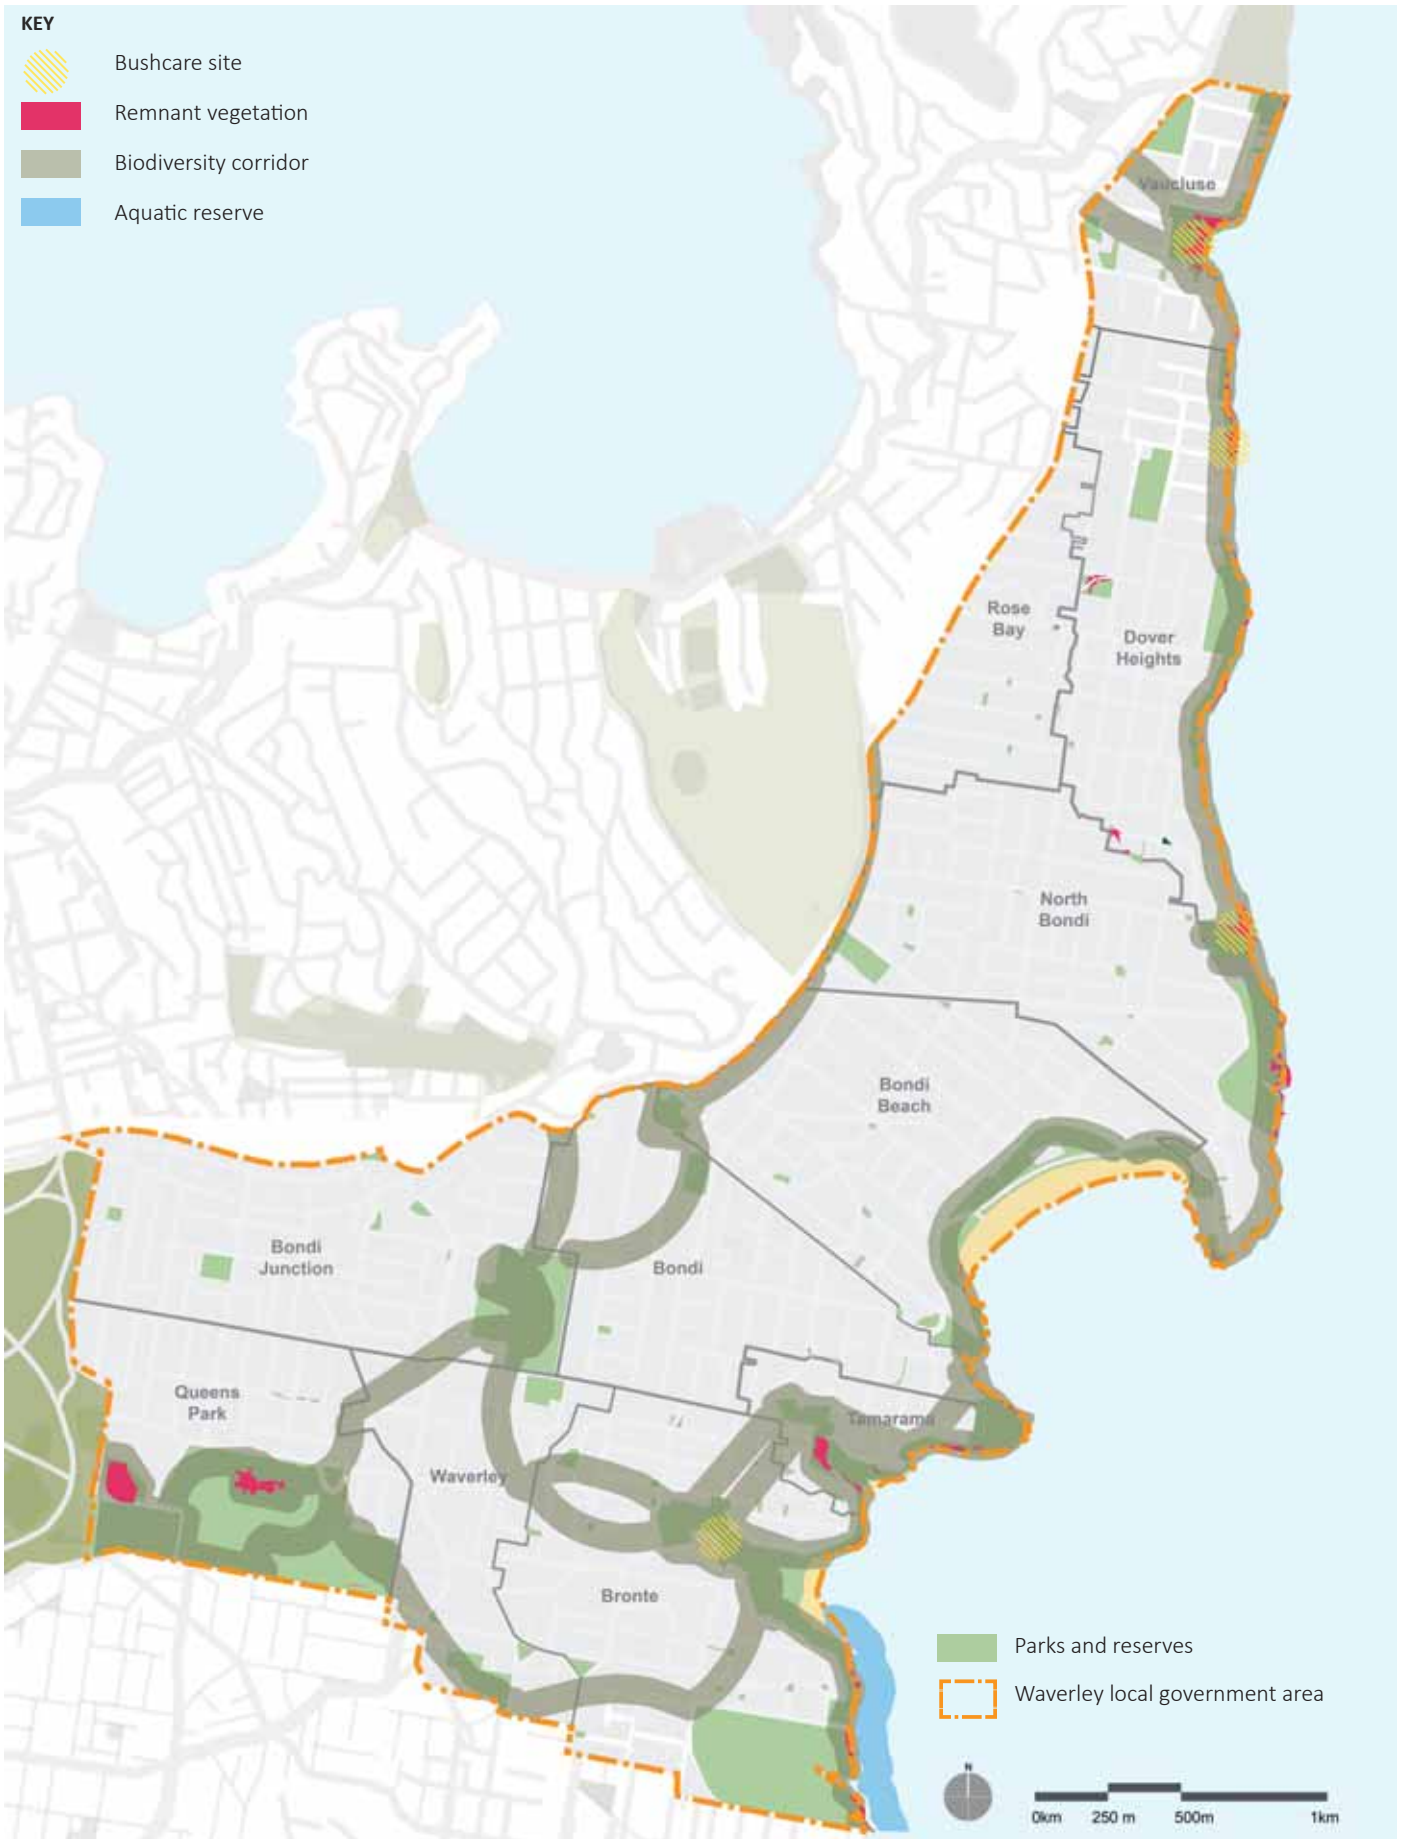 KEY
Bushcare site
Remnant vegetation
Biodiversity corridor
Aquatic reserve
Vaucluse
Rose
Bay
Dover
Heights
North
Bondi
Bondi
Beach
Bondi
Junction
Bondi
Queens
Park
Tamarama
Waverley
Bronte
Parks and reserves
Waverley local government area
N
0km 250 m 500m 1km